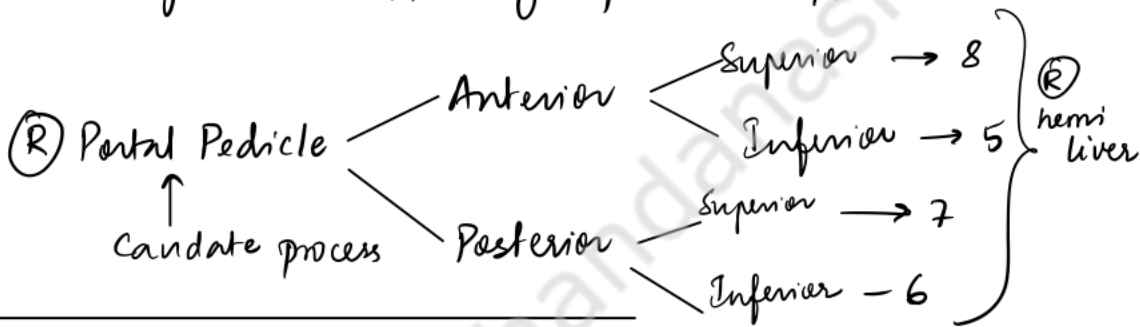 Superior → 8
Anterior
Ⓡ Portal Pedicle
Inferior → 5
Ⓡ hemi liver
Superior → 7
Caudate process
Posterior
Inferior - 6